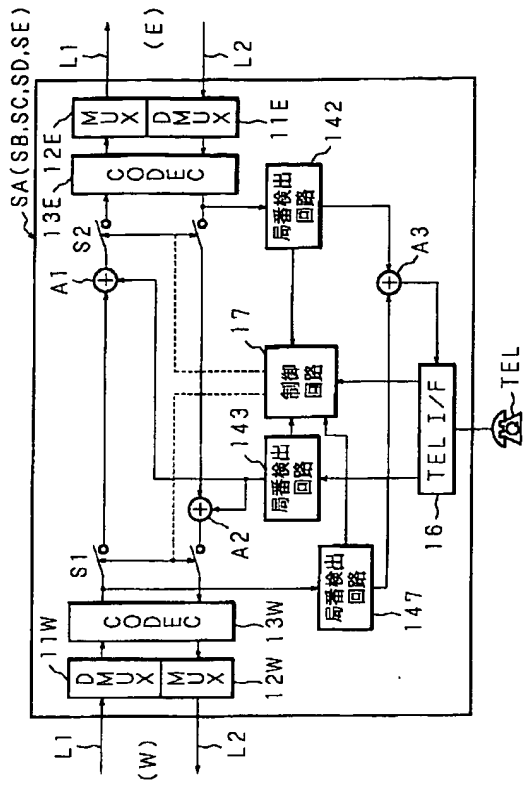 SA(SB,SC,SD,SE)
L1
(E)
L2
12E
MUX
DMUX
11E
13E
CODEC
142
局番検出
回路
S2
A1
A3
17
制御
回路
143
局番検出
回路
TEL I/F
TEL
16
A2
S1
147
局番検出
回路
11W
CODEC
13W
DMUX
MUX
12W
L1
(W)
L2